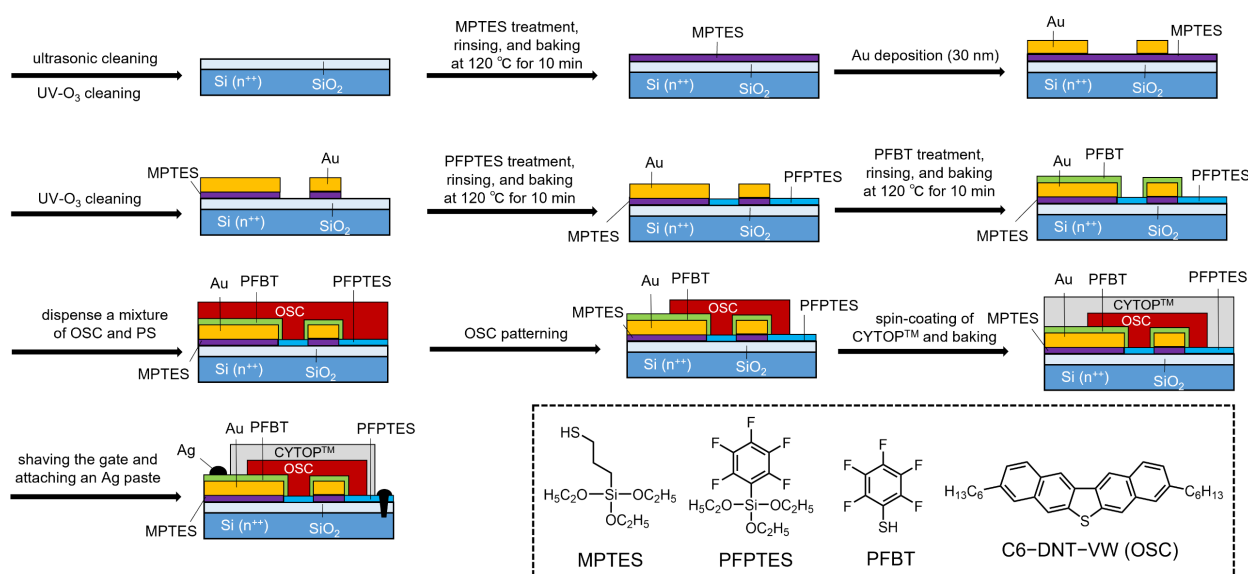 ultrasonic cleaning
UV-O₃ cleaning
Si (n⁺⁺)
SiO₂
MPTES treatment,
rinsing, and baking
at 120 ℃ for 10 min
MPTES
Si (n⁺⁺)
SiO₂
Au deposition (30 nm)
Au
MPTES
Si (n⁺⁺)
SiO₂
UV-O₃ cleaning
MPTES
Au
Si (n⁺⁺)
SiO₂
PFPTES treatment,
rinsing, and baking
at 120 ℃ for 10 min
Au
PFPTES
MPTES
Si (n⁺⁺)
SiO₂
PFBT treatment,
rinsing, and baking
at 120 ℃ for 10 min
Au
PFBT
PFPTES
MPTES
Si (n⁺⁺)
SiO₂
dispense a mixture
of OSC and PS
Au
PFBT
PFPTES
OSC
MPTES
Si (n⁺⁺)
SiO₂
OSC patterning
Au
PFBT
OSC
PFPTES
MPTES
Si (n⁺⁺)
SiO₂
spin-coating of
CYTOP™ and baking
Au
PFBT
PFPTES
CYTOP™
OSC
MPTES
Si (n⁺⁺)
SiO₂
shaving the gate and
attaching an Ag paste
Ag
Au
PFBT
PFPTES
CYTOP™
OSC
MPTES
Si (n⁺⁺)
SiO₂
HS
H₅C₂O
Si
OC₂H₅
OC₂H₅
MPTES
F
F
F
F
F
H₅C₂O
Si
OC₂H₅
OC₂H₅
PFPTES
F
F
F
F
F
SH
PFBT
H₁₃C₆
C₆H₁₃
S
C6−DNT−VW (OSC)